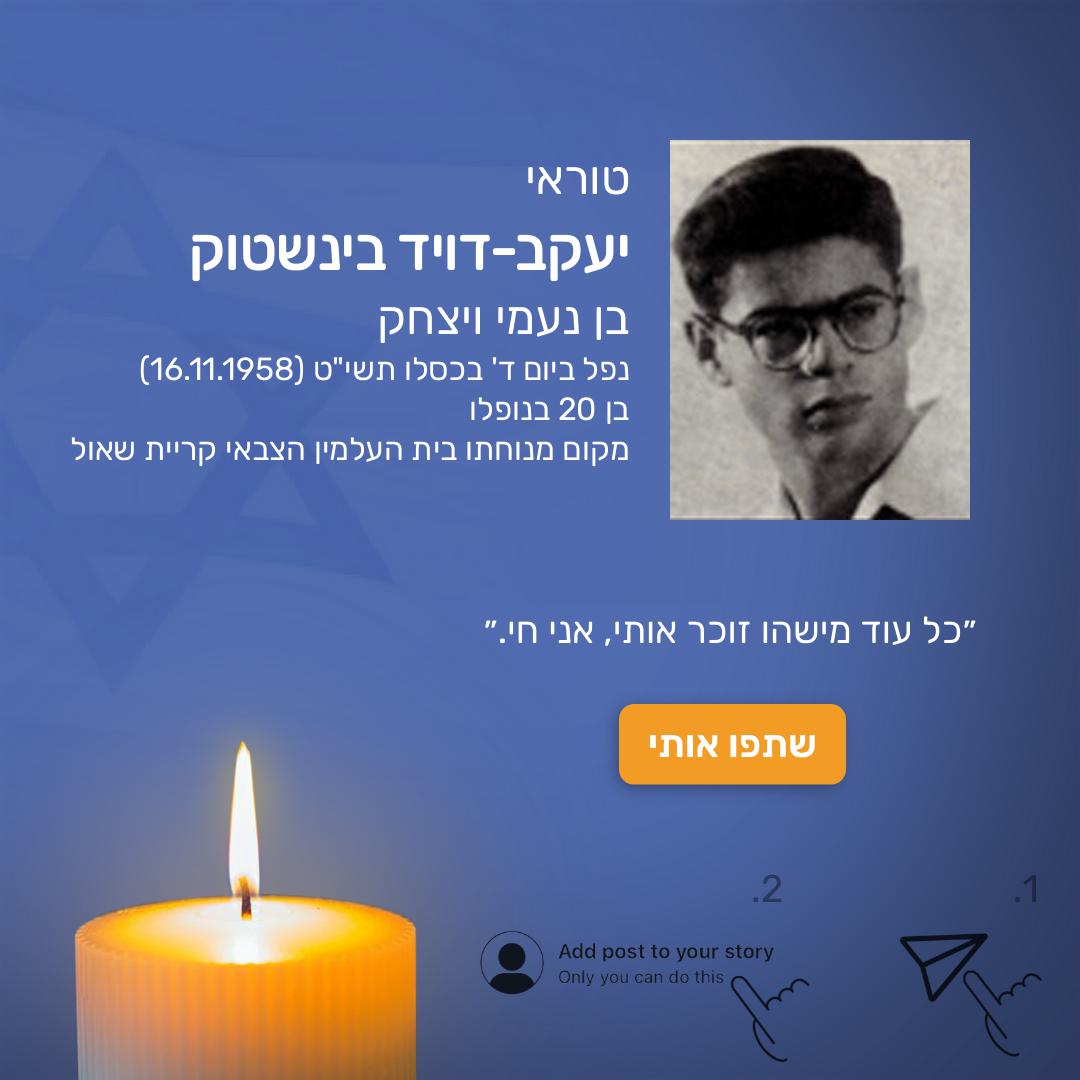 טוראי
יעקב-דויד בינשטוק
בן נעמי ויצחק
נפל ביום ד' בכסלו תשי"ט (16.11.1958)
בן 20 בנופלו
מקום מנוחתו בית העלמין הצבאי קריית שאול
״כל עוד מישהו זוכר אותי, אני חי.״
שתפו אותי
1.
2.
Add post to your story
Only you can do this